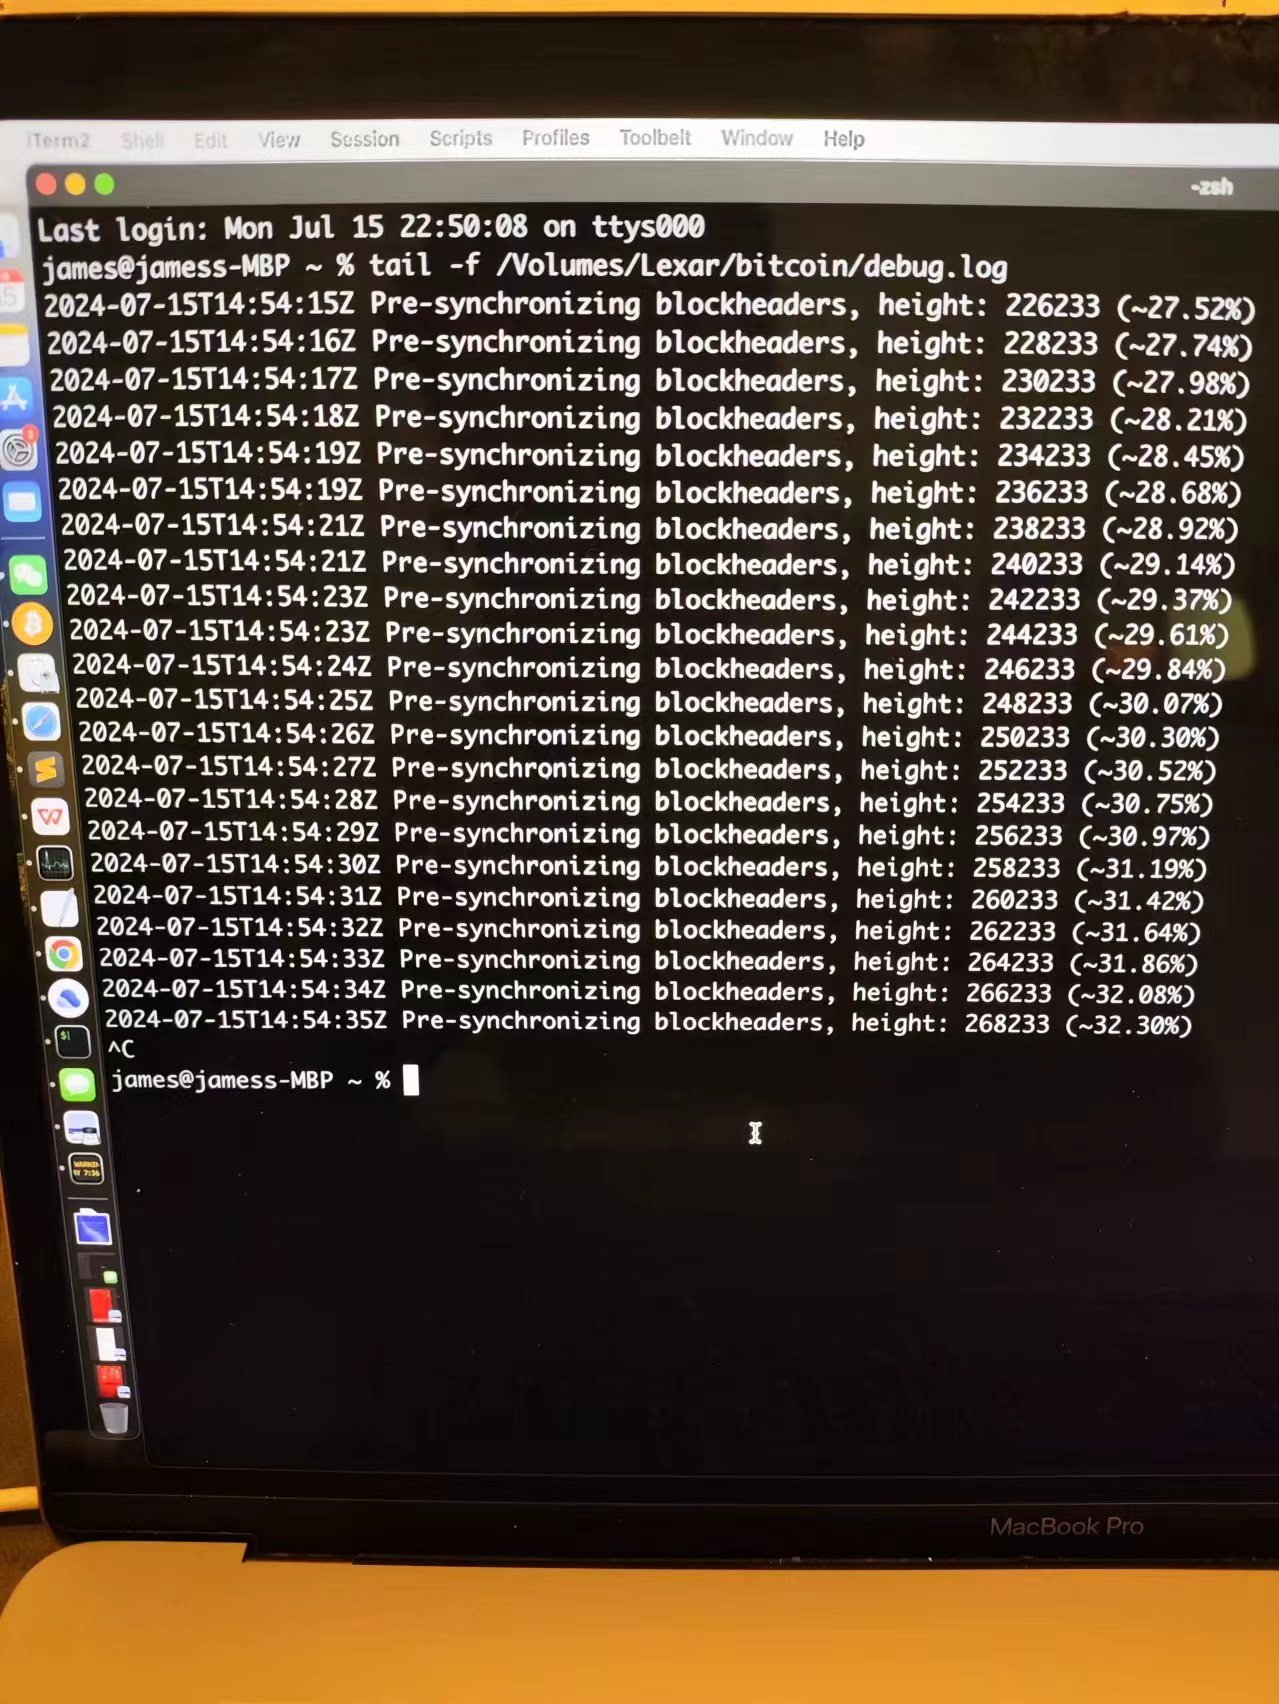 iTerm2 Shell Edit View Session Scripts Profiles Toolbelt Window Help
-zsh
Last login: Mon Jul 15 22:50:08 on ttys000
james@jamess-MBP ~ % tail -f /Volumes/Lexar/bitcoin/debug.log
2024-07-15T14:54:15Z Pre-synchronizing blockheaders, height: 226233 (~27.52%)
2024-07-15T14:54:16Z Pre-synchronizing blockheaders, height: 228233 (~27.74%)
2024-07-15T14:54:17Z Pre-synchronizing blockheaders, height: 230233 (~27.98%)
2024-07-15T14:54:18Z Pre-synchronizing blockheaders, height: 232233 (~28.21%)
2024-07-15T14:54:19Z Pre-synchronizing blockheaders, height: 234233 (~28.45%)
2024-07-15T14:54:19Z Pre-synchronizing blockheaders, height: 236233 (~28.68%)
2024-07-15T14:54:21Z Pre-synchronizing blockheaders, height: 238233 (~28.92%)
2024-07-15T14:54:21Z Pre-synchronizing blockheaders, height: 240233 (~29.14%)
2024-07-15T14:54:23Z Pre-synchronizing blockheaders, height: 242233 (~29.37%)
2024-07-15T14:54:23Z Pre-synchronizing blockheaders, height: 244233 (~29.61%)
2024-07-15T14:54:24Z Pre-synchronizing blockheaders, height: 246233 (~29.84%)
2024-07-15T14:54:25Z Pre-synchronizing blockheaders, height: 248233 (~30.07%)
2024-07-15T14:54:26Z Pre-synchronizing blockheaders, height: 250233 (~30.30%)
2024-07-15T14:54:27Z Pre-synchronizing blockheaders, height: 252233 (~30.52%)
2024-07-15T14:54:28Z Pre-synchronizing blockheaders, height: 254233 (~30.75%)
2024-07-15T14:54:29Z Pre-synchronizing blockheaders, height: 256233 (~30.97%)
2024-07-15T14:54:30Z Pre-synchronizing blockheaders, height: 258233 (~31.19%)
2024-07-15T14:54:31Z Pre-synchronizing blockheaders, height: 260233 (~31.42%)
2024-07-15T14:54:32Z Pre-synchronizing blockheaders, height: 262233 (~31.64%)
2024-07-15T14:54:33Z Pre-synchronizing blockheaders, height: 264233 (~31.86%)
2024-07-15T14:54:34Z Pre-synchronizing blockheaders, height: 266233 (~32.08%)
2024-07-15T14:54:35Z Pre-synchronizing blockheaders, height: 268233 (~32.30%)
^C
james@jamess-MBP ~ %
MacBook Pro